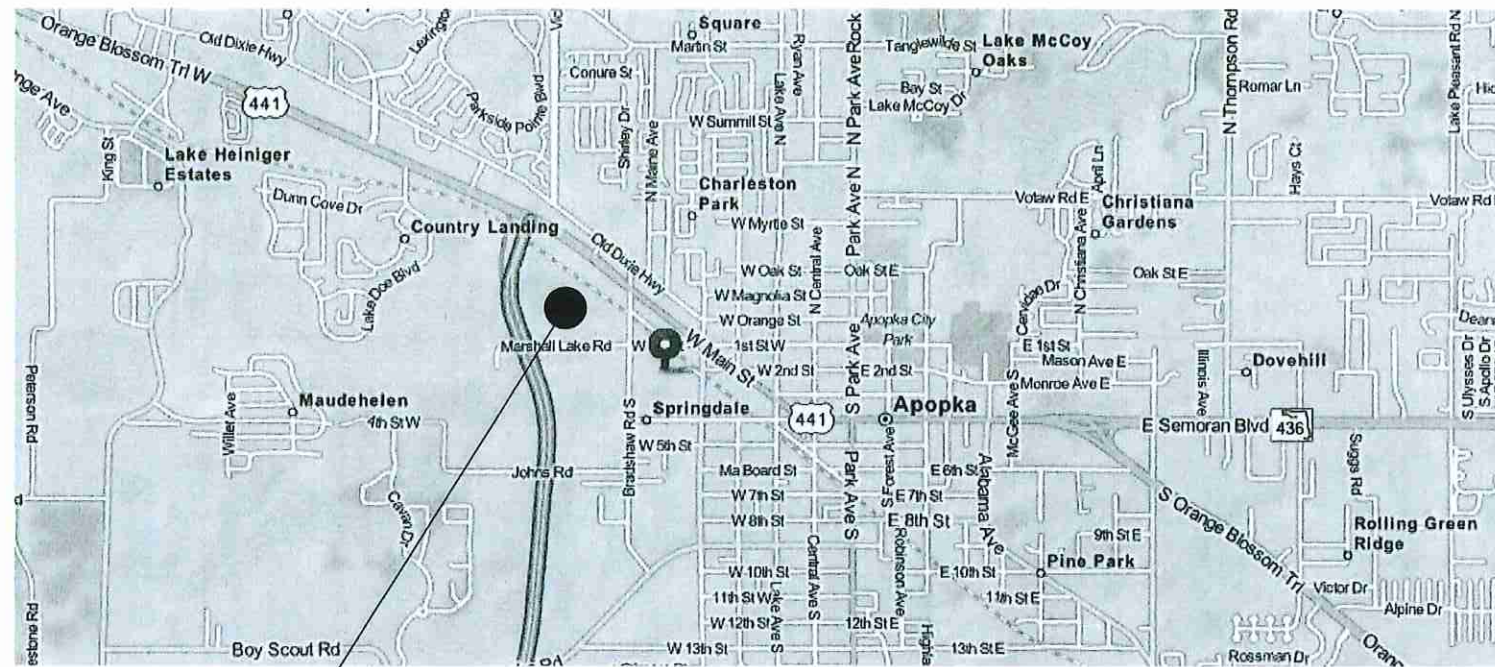 Square
Martin St
Orange Blossom Trl W
Old Dixie Hwy
Lexington
Ryan Ave
N Park Ave
Rock
Tanglewilde St
Lake McCoy
Oaks
N Thompson Rd
Lake Pleasant Rd N
Conure St
441
Parkside Pointe Blvd
Lake Ave N
Bay St
Lake McCoy Dr
Romar Ln
W Summit St
Shirley Dr
N Maine Ave
King St
Lake Heiniger
Estates
Charleston
Park
Park Ave N
April Ln
Hays Ct
Votaw Rd E
Christiana
Gardens
Votaw Rd
Dunn Cove Dr
Country Landing
W Myrtle St
Old Dixie Hwy
N Central Ave
Lake Doe Blvd
W Oak St
Oak St E
Cervidae Dr
N Christiana Ave
Oak St E
W Magnolia St
W Orange St
Apopka City
Park
Marshall Lake Rd
W
1st St W
W Main St
E 1st St
Mason Ave E
W 2nd St
E 2nd St
Monroe Ave E
Illinois Ave
Dovehill
S Ulysses Dr
S Apollo Dr
Peterson Rd
Willer Ave
Maudehelen
4th St W
Bradshaw Rd S
Springdale
441
S Park Ave
Apopka
McGee Ave S
E Semoran Blvd
436
W 5th St
Johns Rd
Ma Board St
S Forest Ave
E 6th St
Alabama Ave
Suggs Rd
Cavan Dr
W 7th St
E 7th St
W 8th St
Park Ave S
E 8th St
9th St E
S Orange Blossom Trl
Rolling Green
Ridge
Central Ave S
Robinson Ave
Pine Park
W 10th St
E 10th St
Victor Dr
11th St W
Lake Ave S
11th St E
Alpine Dr
W 12th St
12th St E
Boy Scout Rd
W 13th St
13th St E
Rossman Dr